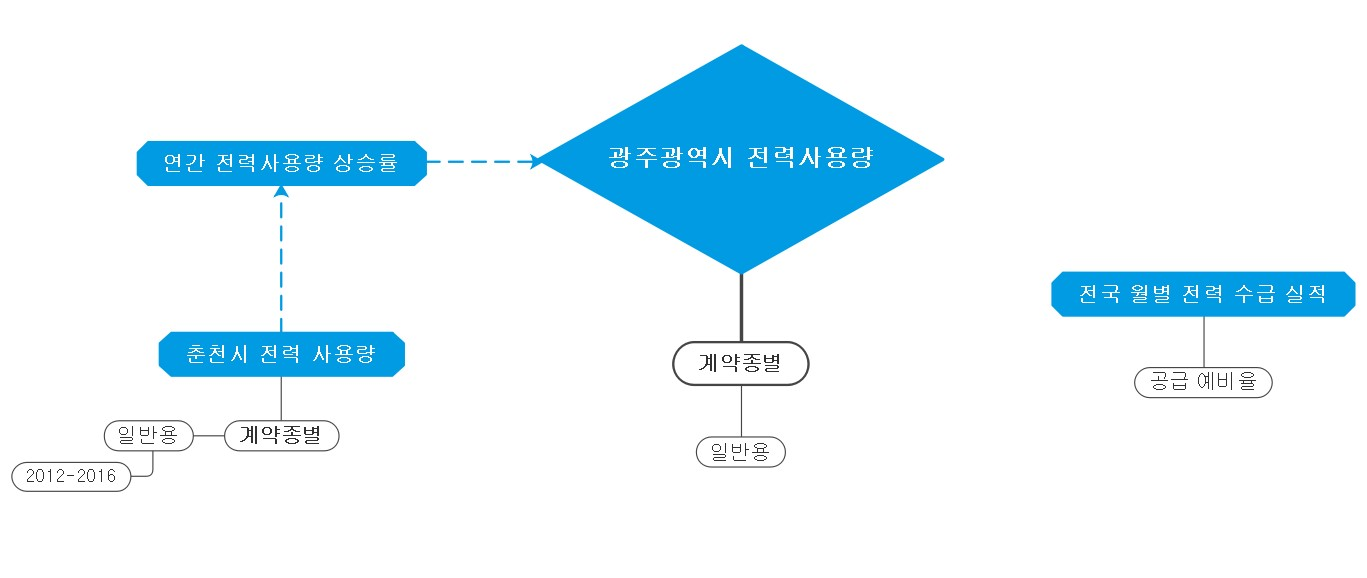 광주광역시 전력사용량
연간 전력사용량 상승률
전국 월별 전력 수급 실적
춘천시 전력 사용량
계약종별
공급 예비율
일반용
계약종별
일반용
2012-2016